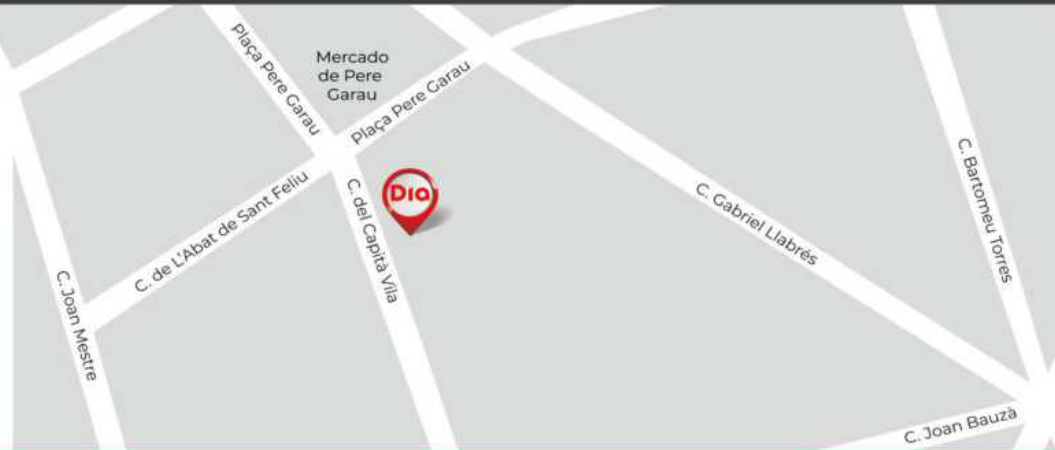 Plaça Pere Garau
Mercado
de Pere
Garau
Plaça Pere Garau
C. de L'Abat de Sant Feliu
C. del Capità Vila
Dia
C. Gabriel Llabrés
C. Bartomeu Torres
C. Joan Mestre
C. Joan Bauzà